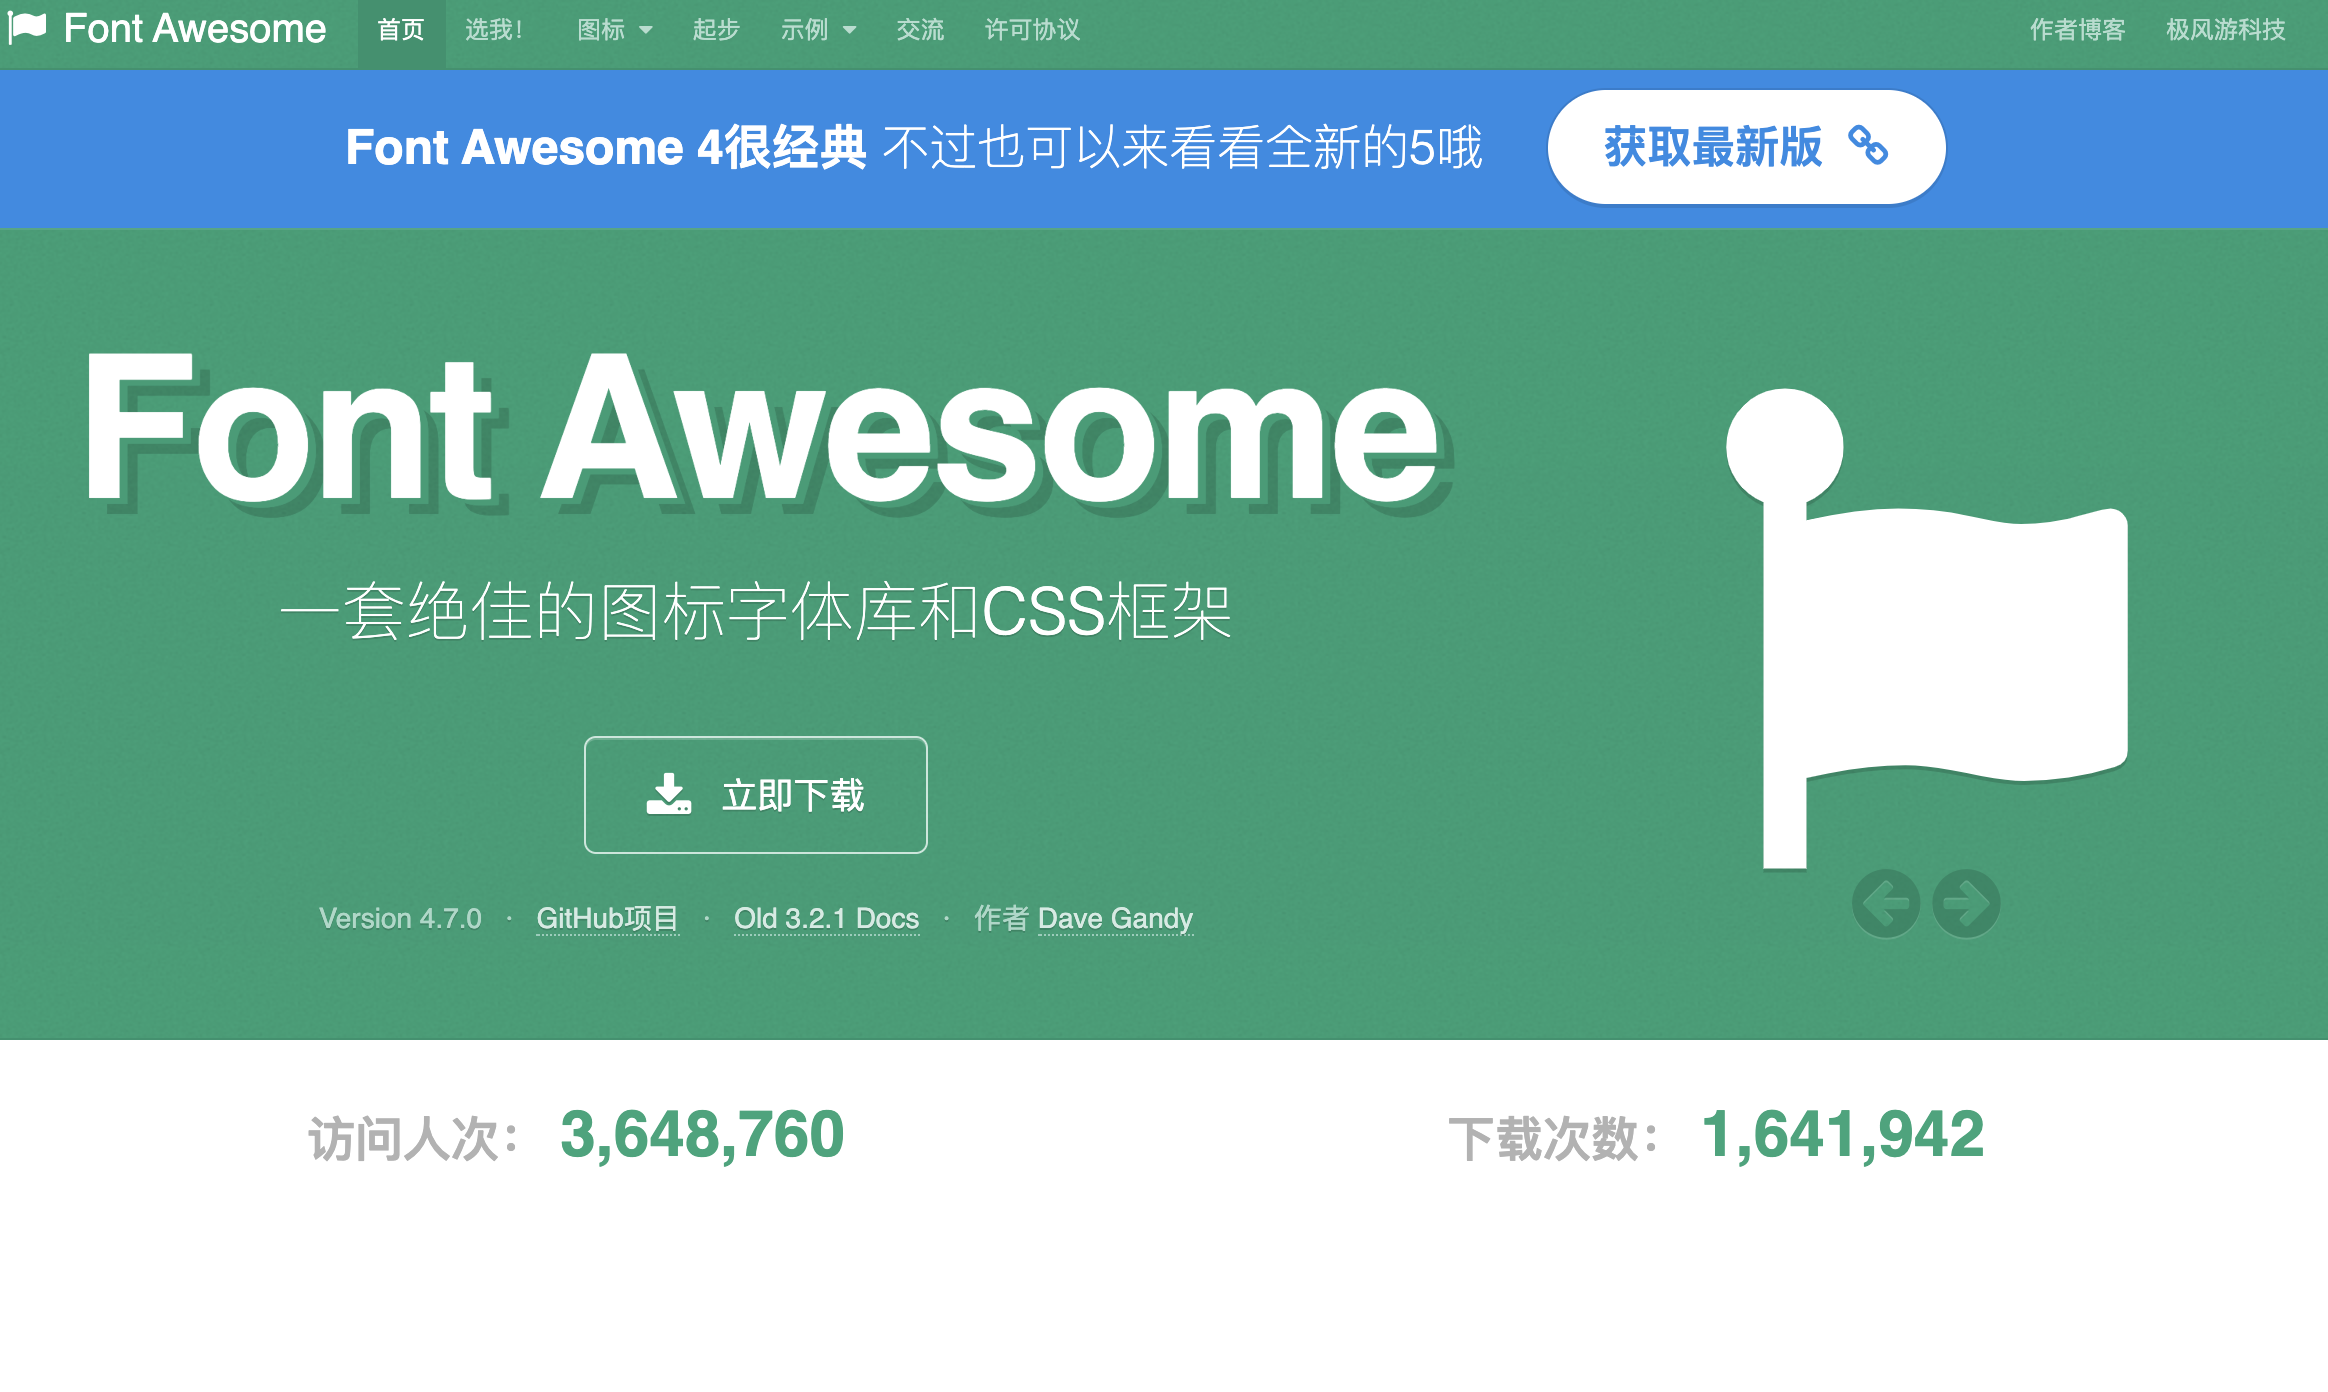 Font Awesome 首页 选我！ 图标 起步 示例 交流 许可协议 作者博客 极风游科技
Font Awesome 4很经典 不过也可以来看看全新的5哦 获取最新版
Font Awesome
一套绝佳的图标字体库和CSS框架
立即下载
Version 4.7.0 · GitHub项目 · Old 3.2.1 Docs · 作者 Dave Gandy
访问人次： 3,648,760 下载次数： 1,641,942